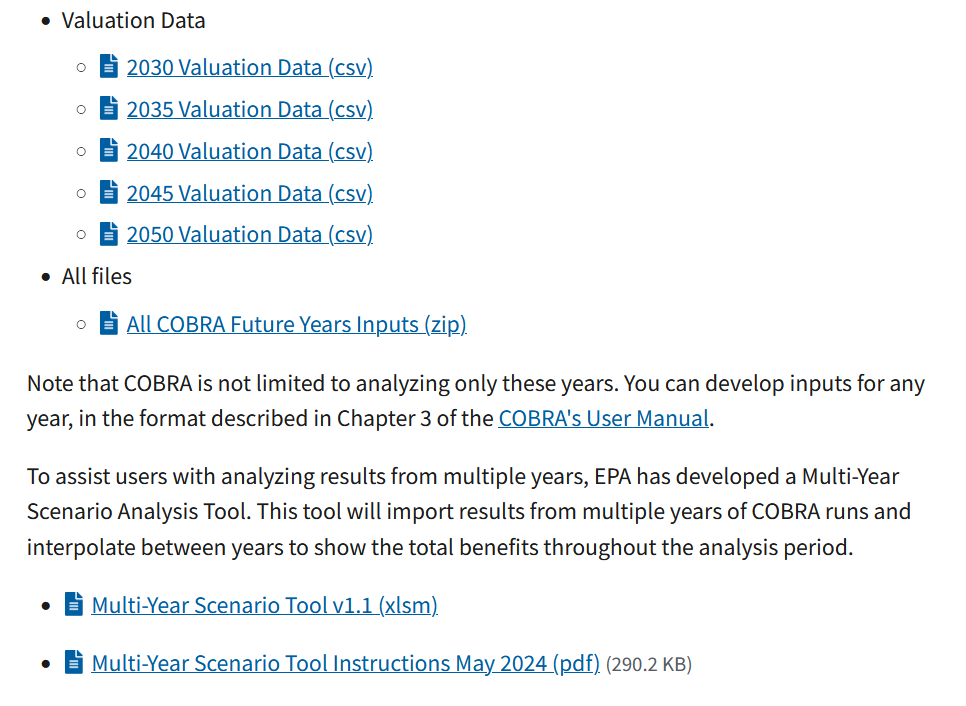 Valuation Data
2030 Valuation Data (csv)
2035 Valuation Data (csv)
2040 Valuation Data (csv)
2045 Valuation Data (csv)
2050 Valuation Data (csv)
All files
All COBRA Future Years Inputs (zip)
Note that COBRA is not limited to analyzing only these years. You can develop inputs for any
year, in the format described in Chapter 3 of the COBRA's User Manual.
To assist users with analyzing results from multiple years, EPA has developed a Multi-Year
Scenario Analysis Tool. This tool will import results from multiple years of COBRA runs and
interpolate between years to show the total benefits throughout the analysis period.
Multi-Year Scenario Tool v1.1 (xlsm)
Multi-Year Scenario Tool Instructions May 2024 (pdf) (290.2 KB)